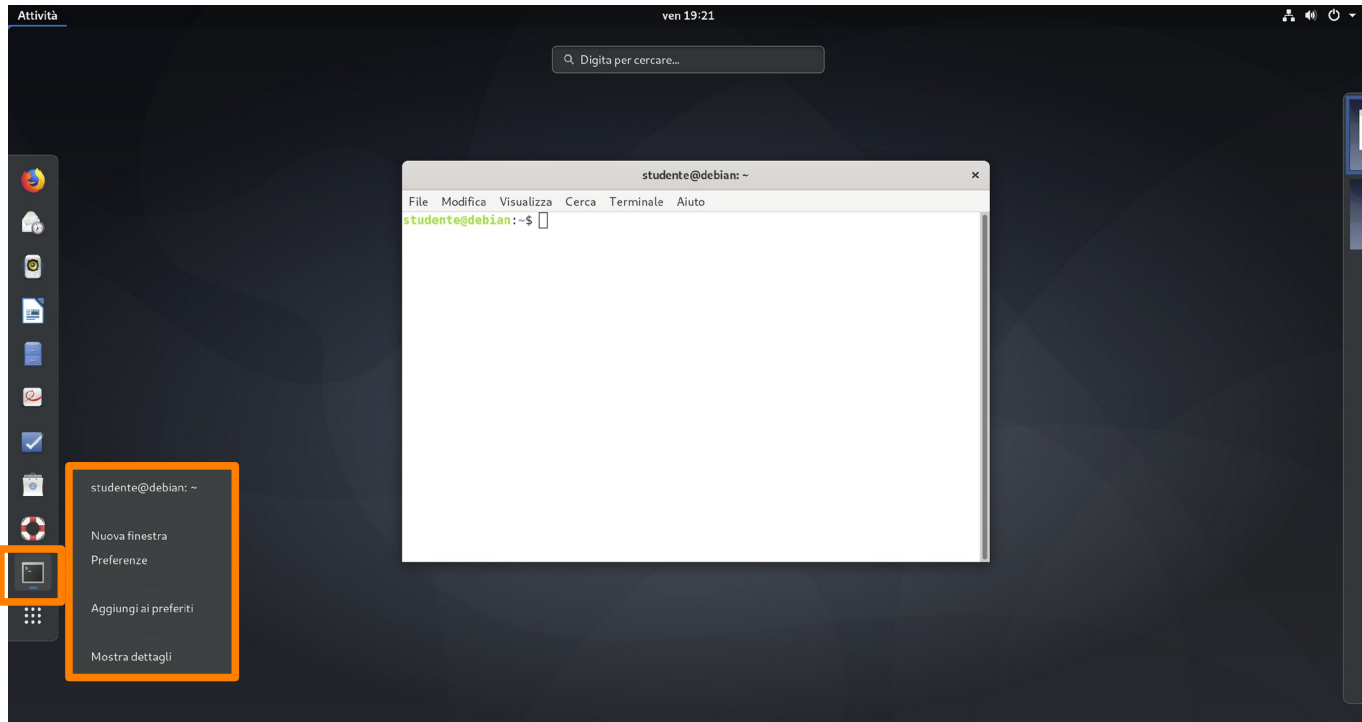 Attività
ven 19:21
Digita per cercare...
studente@debian: ~
File Modifica Visualizza Cerca Terminale Aiuto
studente@debian:~$
studente@debian: ~
Nuova finestra
Preferenze
Aggiungi ai preferiti
Mostra dettagli